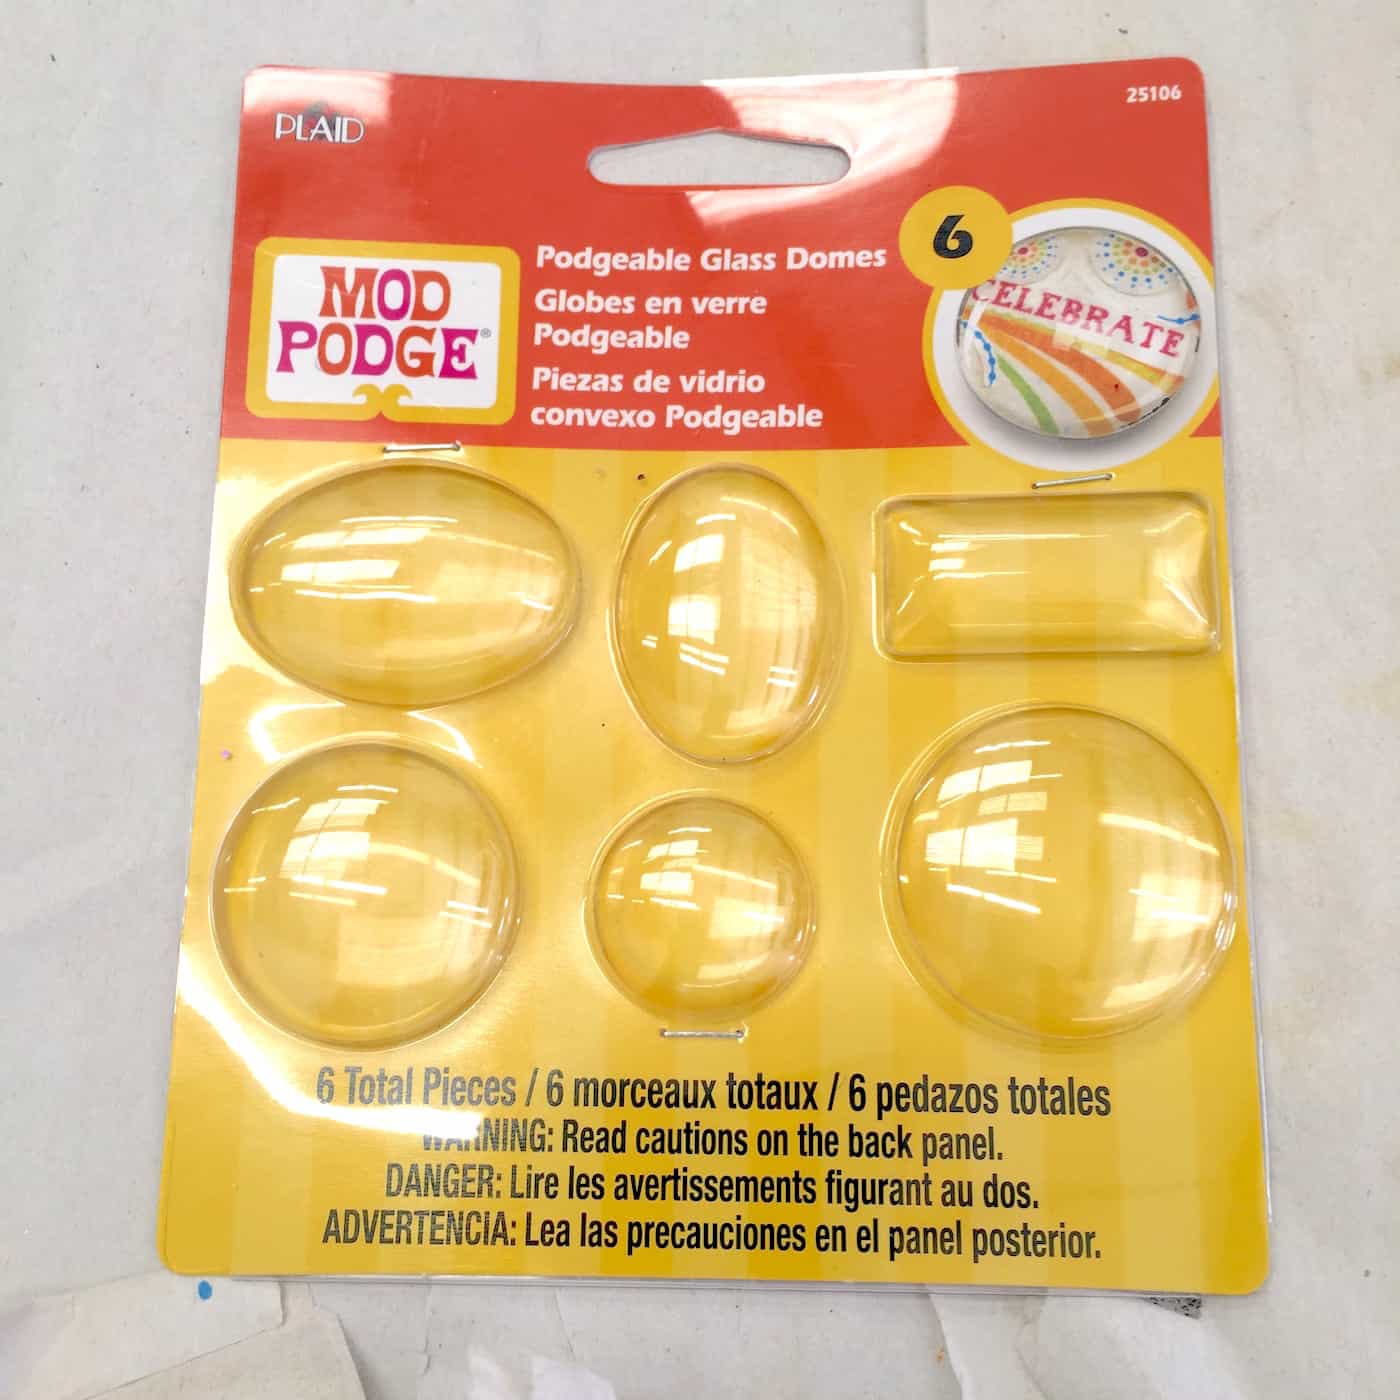 PLAID
25106
MOD
PODGE®
Podgeable Glass Domes
Globes en verre
Podgeable
Piezas de vidrio
convexo Podgeable
6
CELEBRATE
6 Total Pieces / 6 morceaux totaux / 6 pedazos totales
WARNING: Read cautions on the back panel.
DANGER: Lire les avertissements figurant au dos.
ADVERTENCIA: Lea las precauciones en el panel posterior.